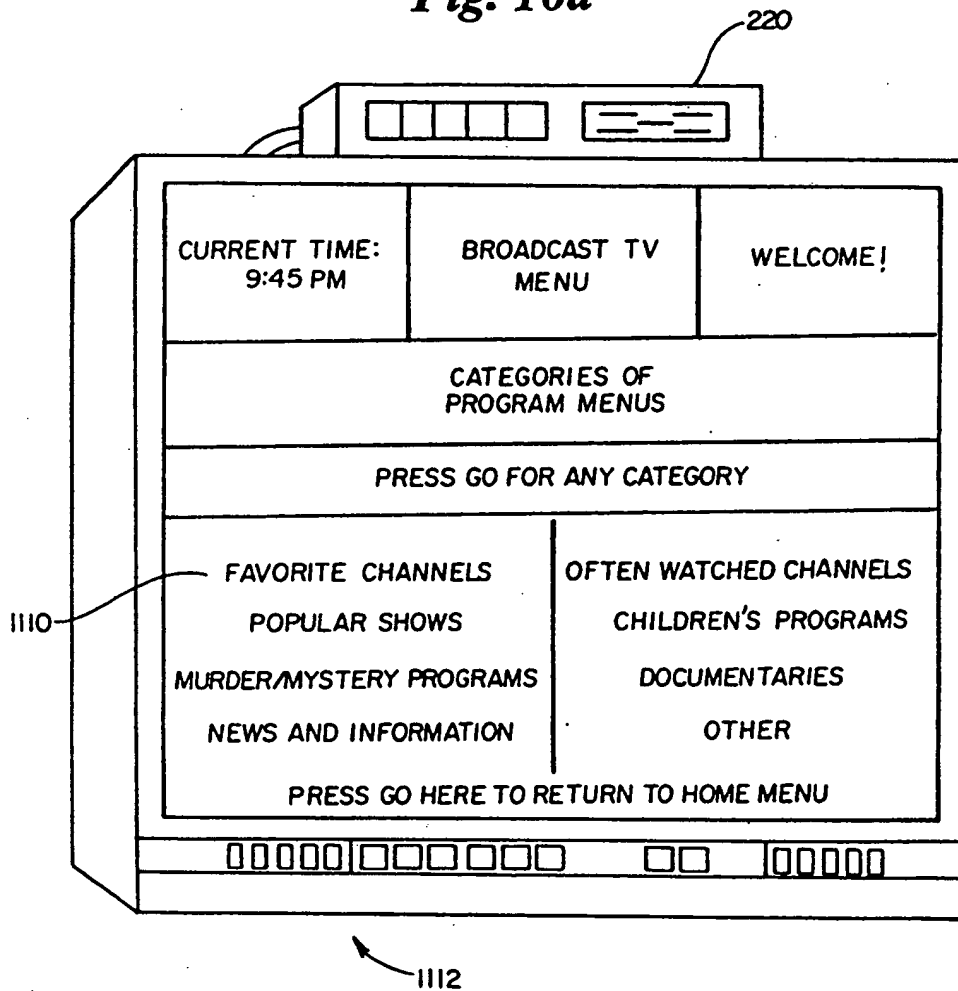 Fig. 10a
220
CURRENT TIME:
9:45 PM
BROADCAST TV
MENU
WELCOME!
CATEGORIES OF
PROGRAM MENUS
PRESS GO FOR ANY CATEGORY
1110
FAVORITE CHANNELS
POPULAR SHOWS
MURDER/MYSTERY PROGRAMS
NEWS AND INFORMATION
OFTEN WATCHED CHANNELS
CHILDREN'S PROGRAMS
DOCUMENTARIES
OTHER
PRESS GO HERE TO RETURN TO HOME MENU
1112